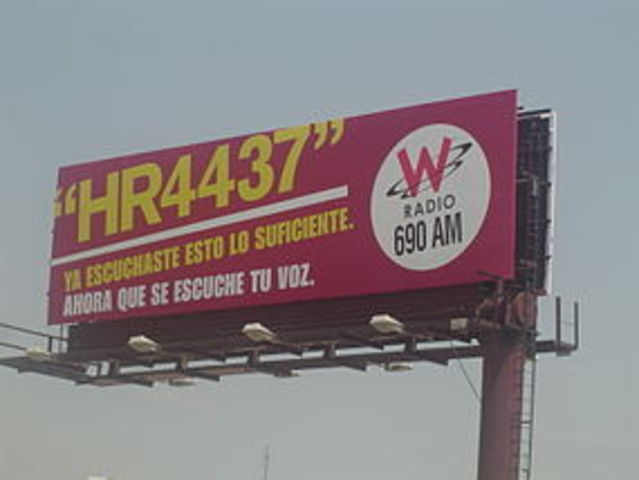 “HR4437”
YA ESCUCHASTE ESTO LO SUFICIENTE.
AHORA QUE SE ESCUCHE TU VOZ.
W
RADIO
690 AM